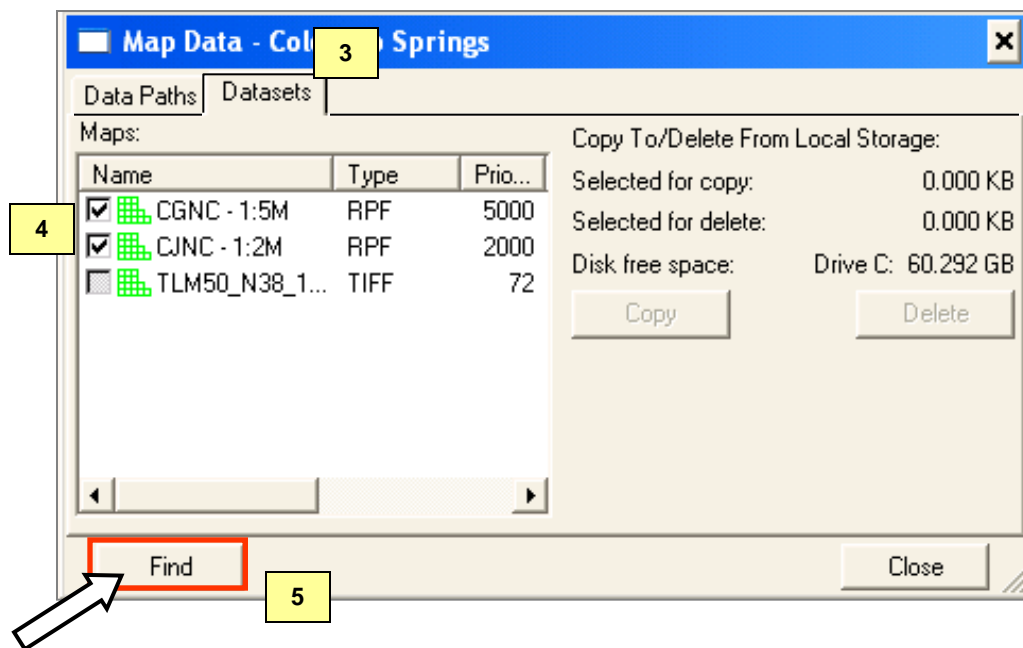 Map Data - Col Springs
3
Data Paths Datasets
Maps:
Name Type Prio...
4
CGNC - 1:5M RPF 5000
CJNC - 1:2M RPF 2000
TLM50_N38_1... TIFF 72
Copy To/Delete From Local Storage:
Selected for copy: 0.000 KB
Selected for delete: 0.000 KB
Disk free space: Drive C: 60.292 GB
Copy Delete
Find Close
5